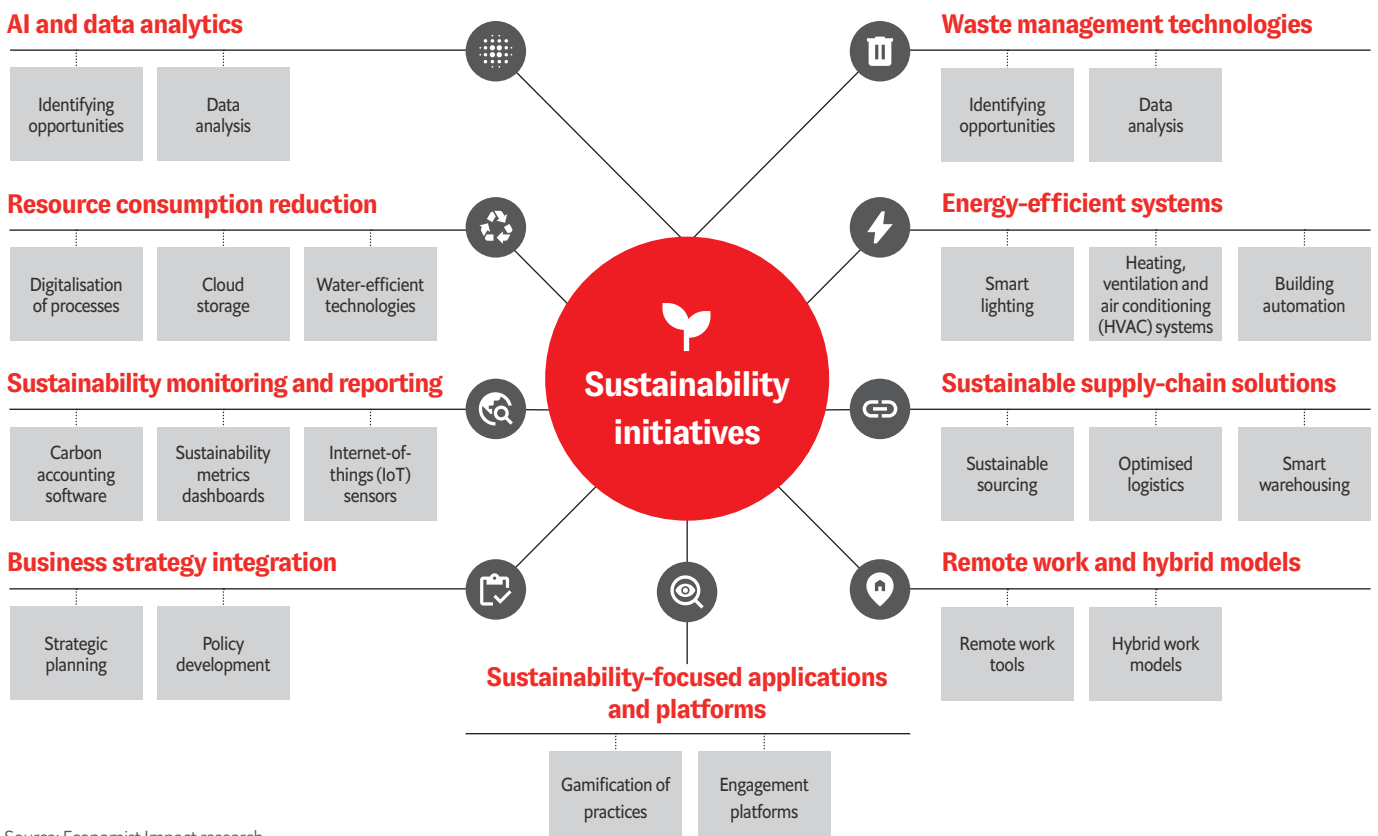 AI and data analytics
Identifying
opportunities
Data
analysis
Resource consumption reduction
Digitalisation
of processes
Cloud
storage
Water-efficient
technologies
Sustainability monitoring and reporting
Carbon
accounting
software
Sustainability
metrics
dashboards
Internet-of-
things (IoT)
sensors
Business strategy integration
Strategic
planning
Policy
development
Sustainability
initiatives
Waste management technologies
Identifying
opportunities
Data
analysis
Energy-efficient systems
Smart
lighting
Heating,
ventilation and
air conditioning
(HVAC) systems
Building
automation
Sustainable supply-chain solutions
Sustainable
sourcing
Optimised
logistics
Smart
warehousing
Remote work and hybrid models
Remote work
tools
Hybrid work
models
Sustainability-focused applications
and platforms
Gamification of
practices
Engagement
platforms
Source: Economist Impact research